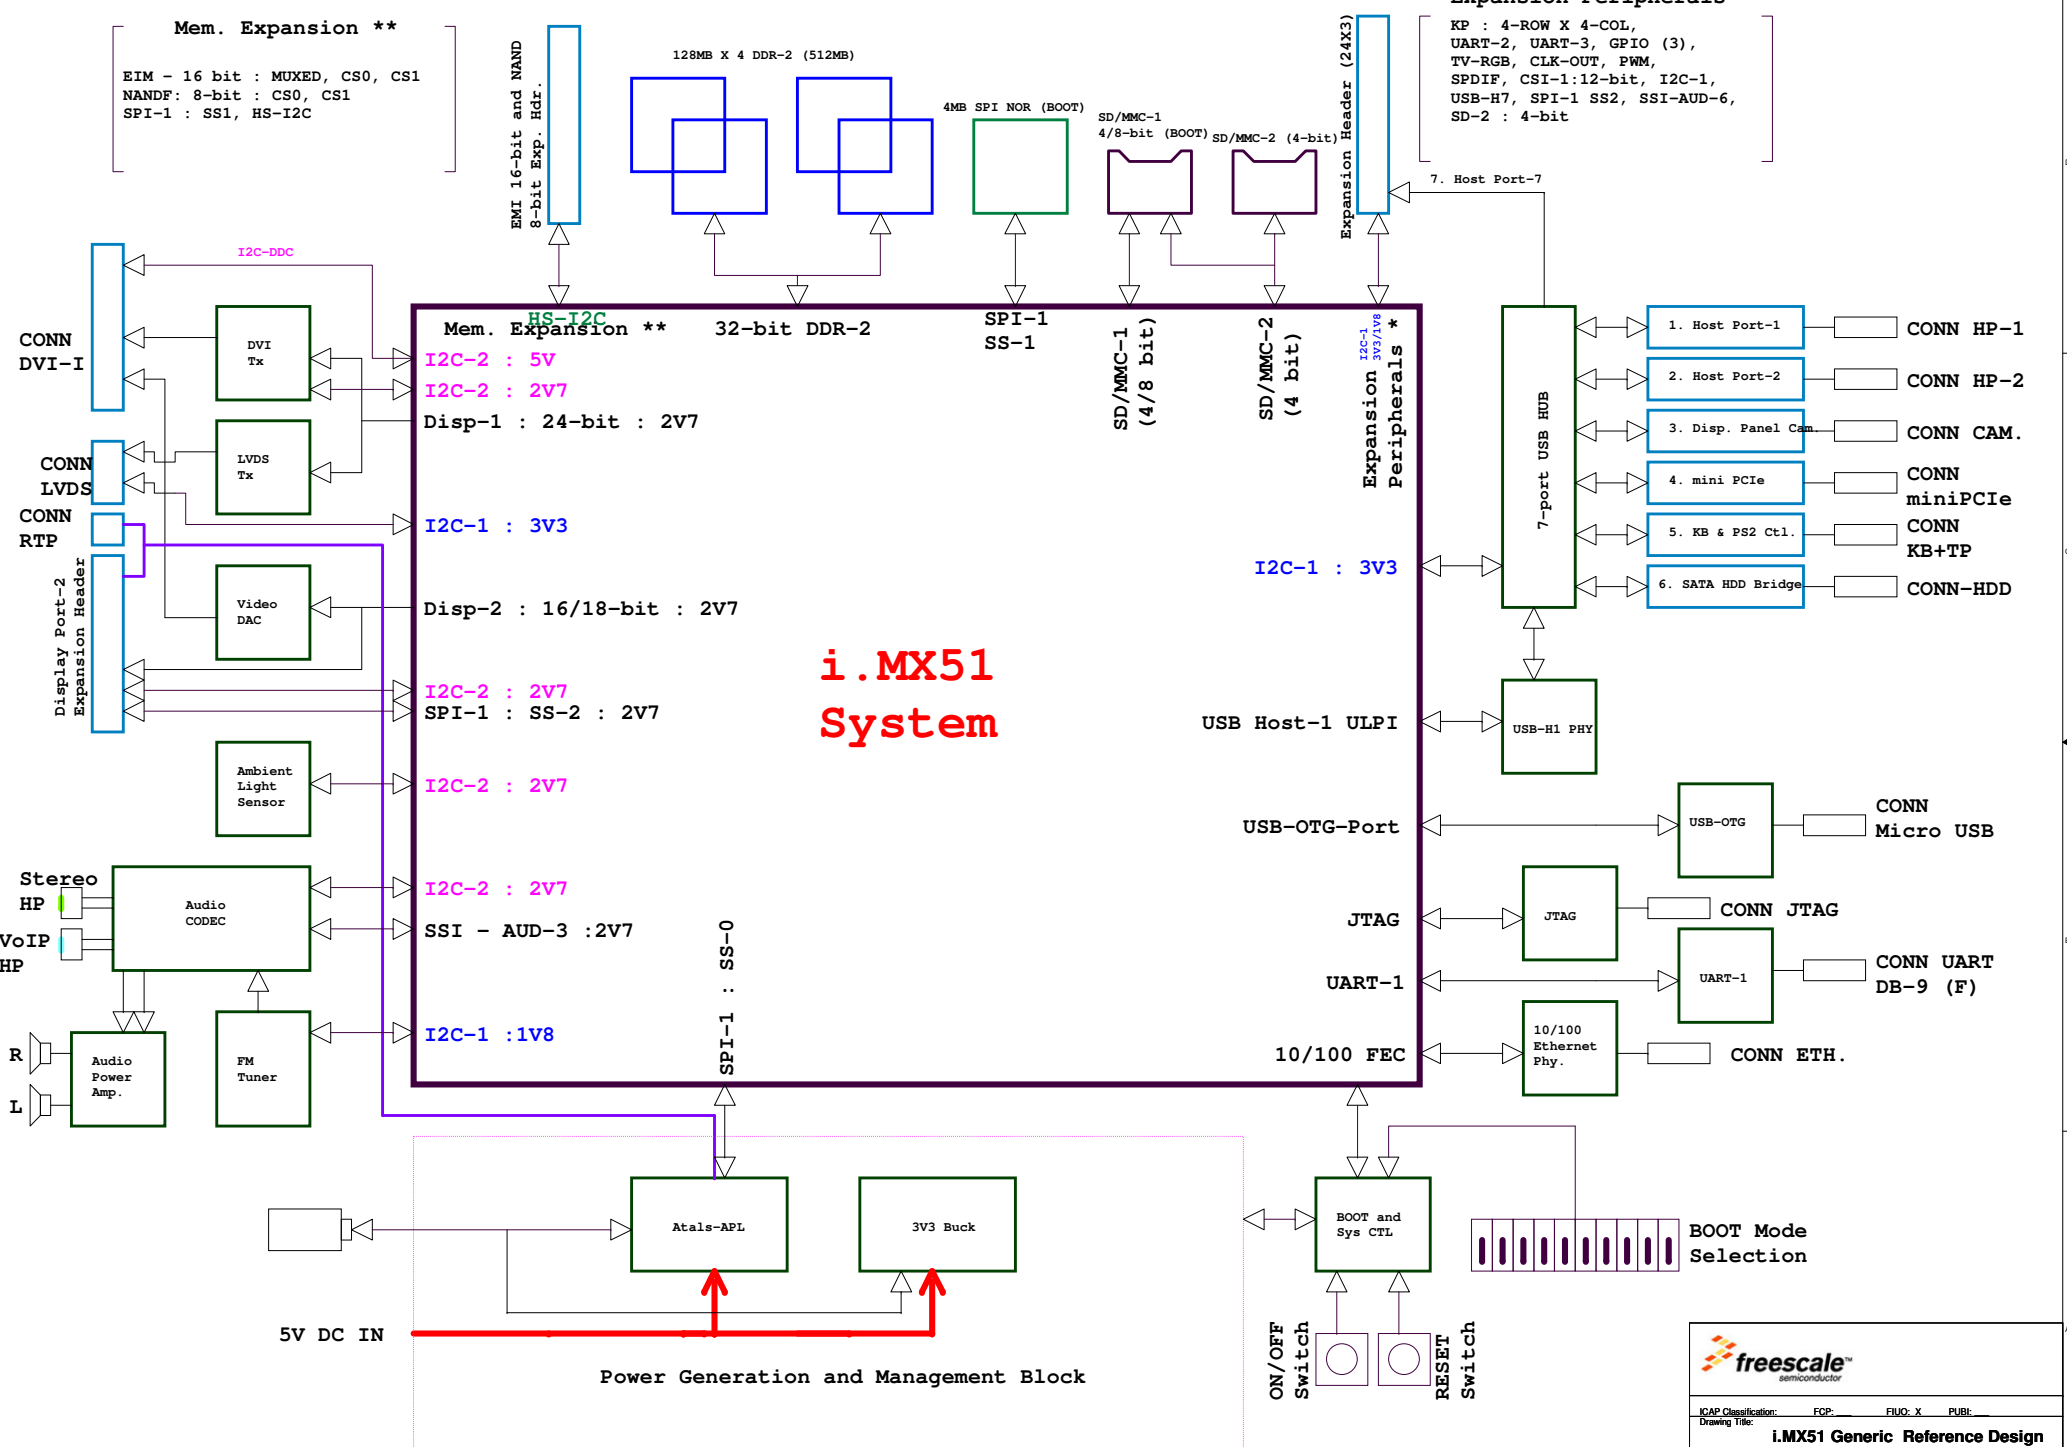 Mem. Expansion **
EIM - 16 bit : MUXED, CS0, CS1
NANDF: 8-bit : CS0, CS1
SPI-1 : SS1, HS-I2C
EMI 16-bit and NAND
8-bit Exp. Hdr.
128MB X 4 DDR-2 (512MB)
4MB SPI NOR (BOOT)
SD/MMC-1
4/8-bit (BOOT)
SD/MMC-2 (4-bit)
Expansion Header (24X3)
Expansion Peripherals
KP : 4-ROW X 4-COL,
UART-2, UART-3, GPIO (3),
TV-RGB, CLK-OUT, PWM,
SPDIF, CSI-1:12-bit, I2C-1,
USB-H7, SPI-1 SS2, SSI-AUD-6,
SD-2 : 4-bit
7. Host Port-7
I2C-DDC
CONN
DVI-I
DVI
Tx
LVDS
Tx
CONN
LVDS
CONN
RTP
Display Port-2
Expansion Header
Video
DAC
Ambient
Light
Sensor
Stereo
HP
VoIP
HP
Audio
CODEC
R
L
Audio
Power
Amp.
FM
Tuner
HS-I2C
Mem. Expansion **
32-bit DDR-2
SPI-1
SS-1
SD/MMC-1
(4/8 bit)
SD/MMC-2
(4 bit)
I2C-1
3V3/1V8
Expansion
Peripherals *
I2C-2 : 5V
I2C-2 : 2V7
Disp-1 : 24-bit : 2V7
I2C-1 : 3V3
Disp-2 : 16/18-bit : 2V7
I2C-2 : 2V7
SPI-1 : SS-2 : 2V7
I2C-2 : 2V7
I2C-2 : 2V7
SSI - AUD-3 :2V7
I2C-1 :1V8
SPI-1 : SS-0
i.MX51
System
I2C-1 : 3V3
USB Host-1 ULPI
USB-OTG-Port
JTAG
UART-1
10/100 FEC
7-port USB HUB
1. Host Port-1
CONN HP-1
2. Host Port-2
CONN HP-2
3. Disp. Panel Cam.
CONN CAM.
4. mini PCIe
CONN
miniPCIe
5. KB & PS2 Ctl.
CONN
KB+TP
6. SATA HDD Bridge
CONN-HDD
USB-H1 PHY
USB-OTG
CONN
Micro USB
JTAG
CONN JTAG
UART-1
CONN UART
DB-9 (F)
10/100
Ethernet
Phy.
CONN ETH.
Atals-APL
3V3 Buck
BOOT and
Sys CTL
BOOT Mode
Selection
5V DC IN
Power Generation and Management Block
ON/OFF
Switch
RESET
Switch
freescale™
semiconductor
ICAP Classification: FCP: ___ FIUO: X PUBI: ___
Drawing Title:
i.MX51 Generic Reference Design